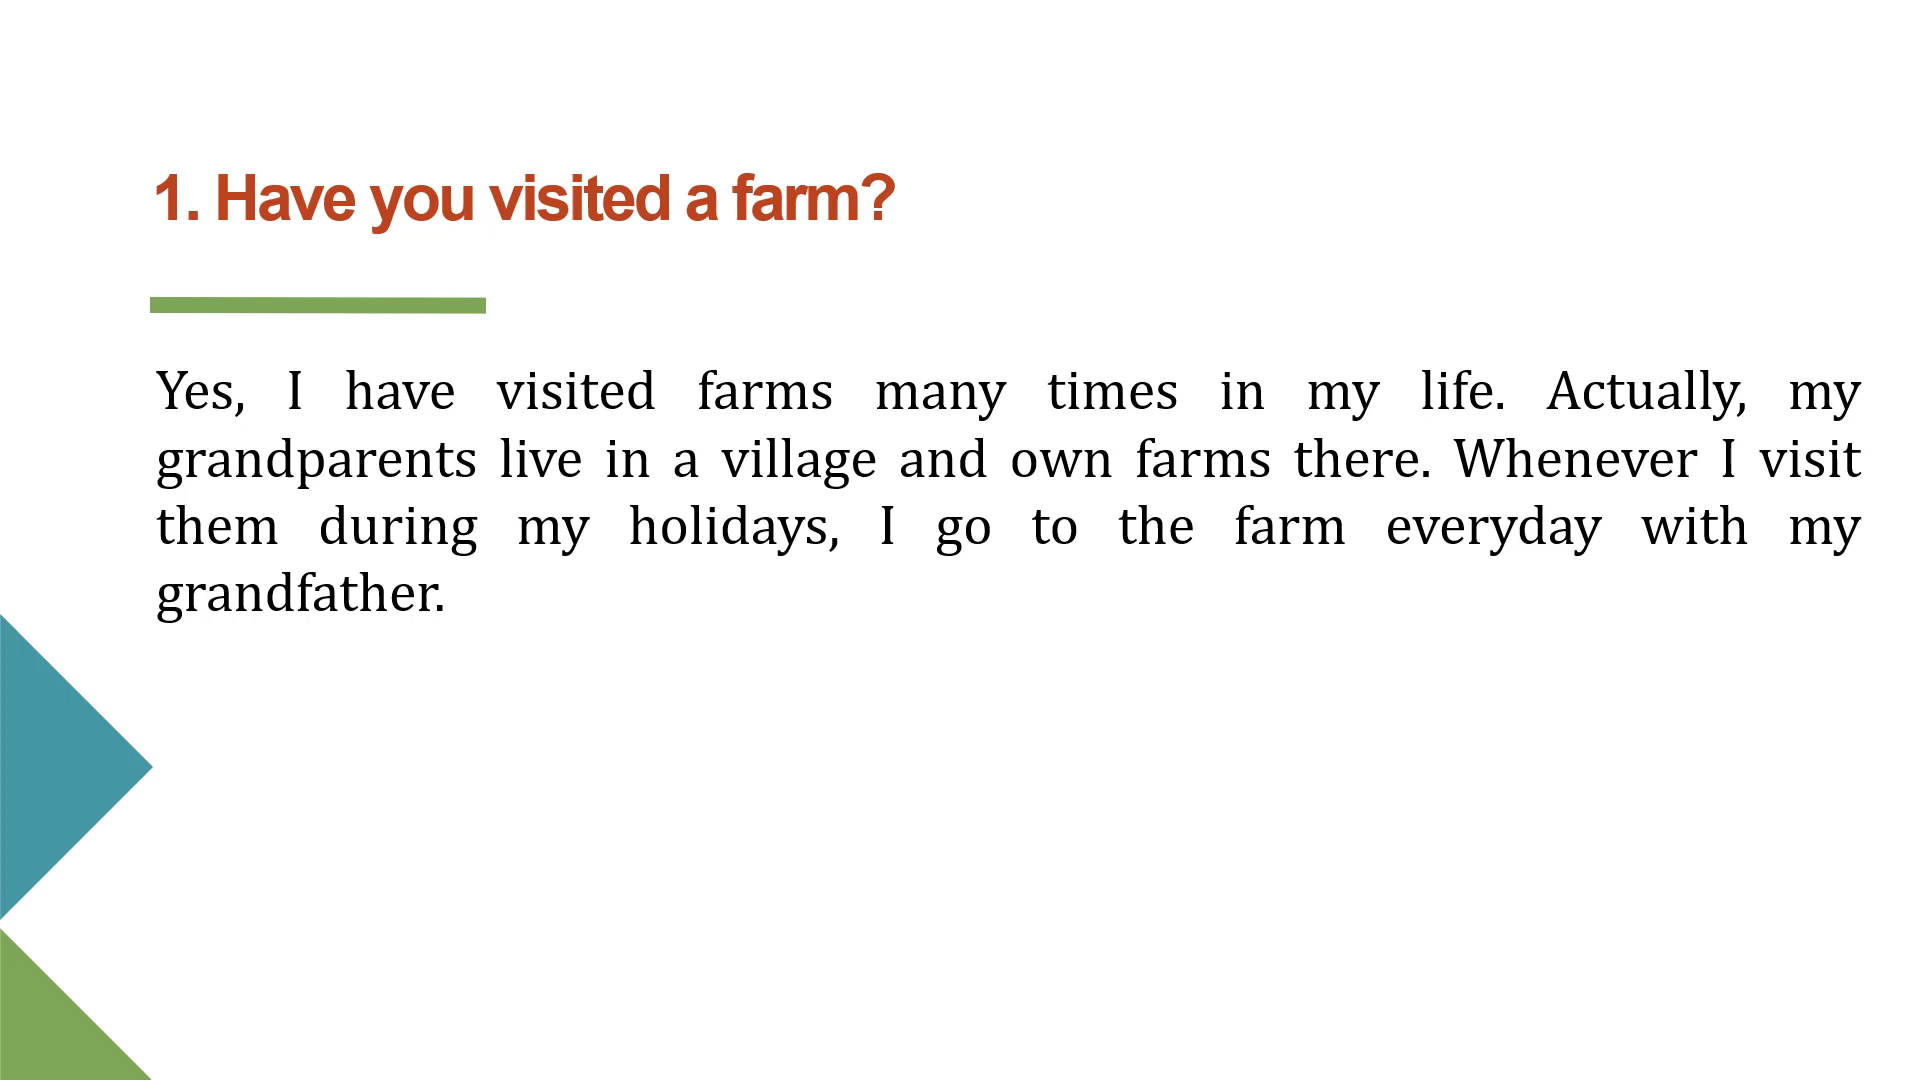 1. Have you visited a farm?
Yes, I have visited farms many times in my life. Actually, my
grandparents live in a village and own farms there. Whenever I visit
them during my holidays, I go to the farm everyday with my
grandfather.